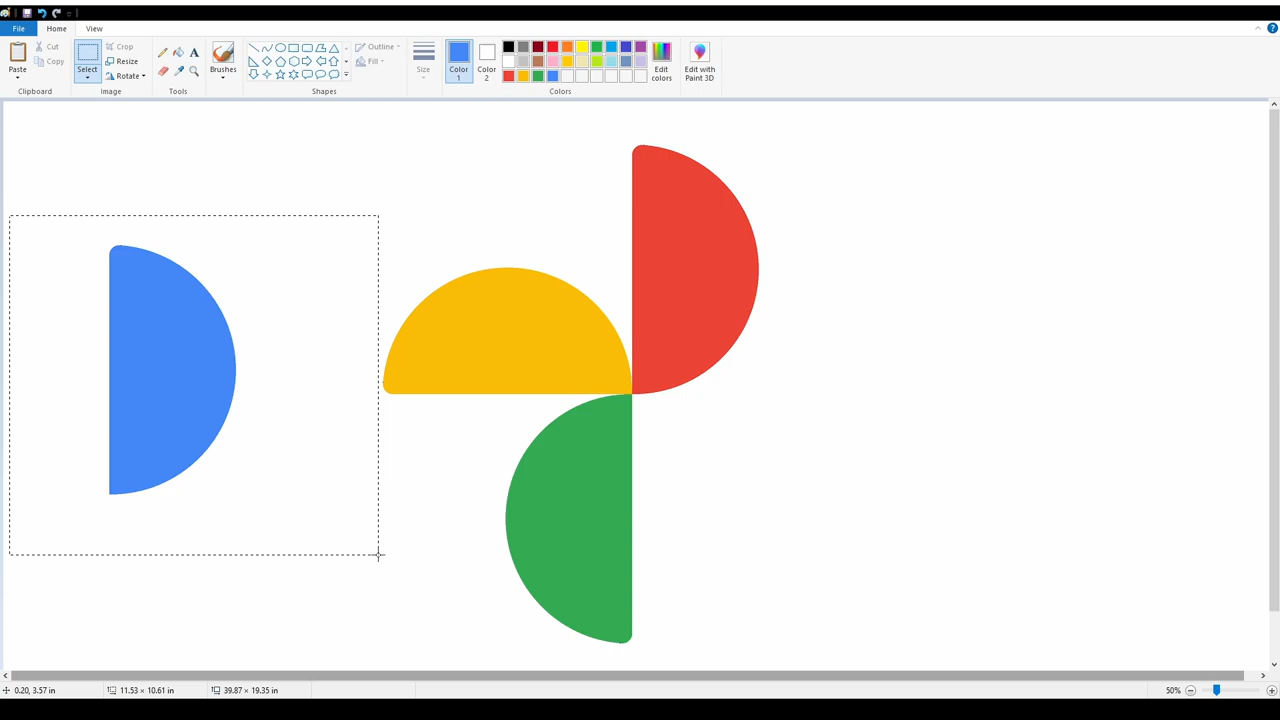 File Home View
Paste
Cut
Copy
Clipboard
Select
Crop
Resize
Rotate
Image
A
Tools
Brushes
Outline
Fill
Shapes
Size
Color 1
Color 2
Edit colors
Colors
Edit with Paint 3D
0.20, 3.57 in 11.53 × 10.61 in 39.87 × 19.35 in 50%